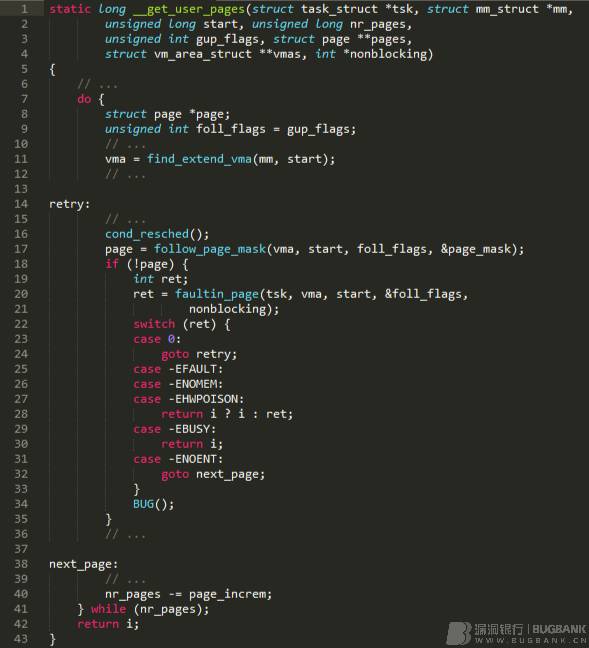 1 static long __get_user_pages(struct task_struct *tsk, struct mm_struct *mm,
2 unsigned long start, unsigned long nr_pages,
3 unsigned int gup_flags, struct page **pages,
4 struct vm_area_struct **vmas, int *nonblocking)
5 {
6 // ...
7 do {
8 struct page *page;
9 unsigned int foll_flags = gup_flags;
10 // ...
11 vma = find_extend_vma(mm, start);
12 // ...
13
14 retry:
15 // ...
16 cond_resched();
17 page = follow_page_mask(vma, start, foll_flags, &page_mask);
18 if (!page) {
19 int ret;
20 ret = faultin_page(tsk, vma, start, &foll_flags,
21 nonblocking);
22 switch (ret) {
23 case 0:
24 goto retry;
25 case -EFAULT:
26 case -ENOMEM:
27 case -EHWPOISON:
28 return i ? i : ret;
29 case -EBUSY:
30 return i;
31 case -ENOENT:
32 goto next_page;
33 }
34 BUG();
35 }
36 // ...
37
38 next_page:
39 // ...
40 nr_pages -= page_increm;
41 } while (nr_pages);
42 return i;
43 }
漏洞银行 | BUGBANK
WWW.BUGBANK.CN